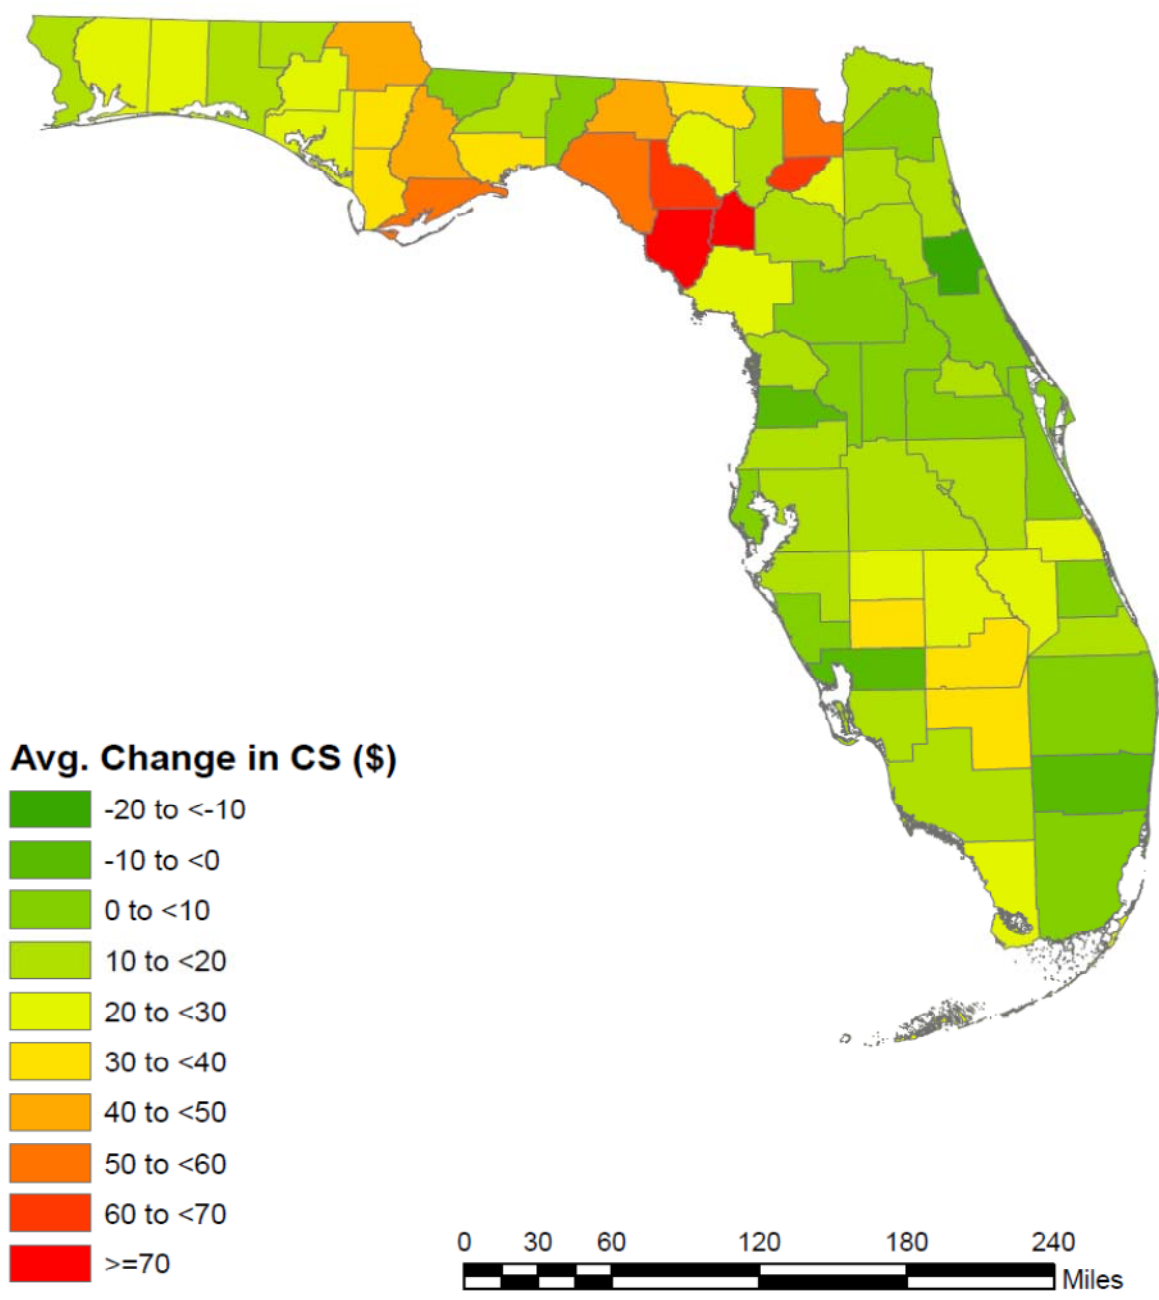 Avg. Change in CS ($)
-20 to <-10
-10 to <0
0 to <10
10 to <20
20 to <30
30 to <40
40 to <50
50 to <60
60 to <70
>=70
0 30 60 120 180 240
Miles